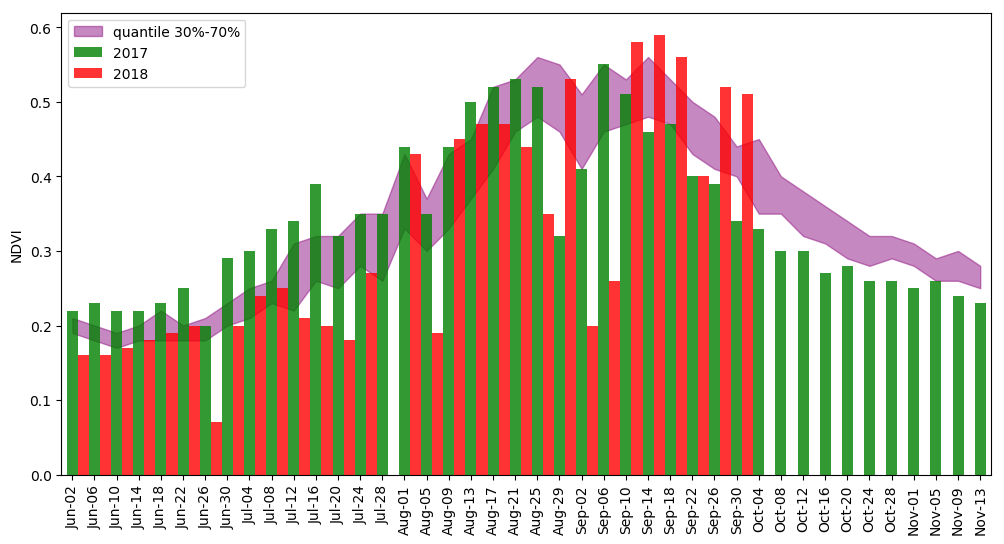 0.6
0.5
0.4
0.3
0.2
0.1
0.0
NDVI
quantile 30%-70%
2017
2018
Jun-02
Jun-06
Jun-10
Jun-14
Jun-18
Jun-22
Jun-26
Jun-30
Jul-04
Jul-08
Jul-12
Jul-16
Jul-20
Jul-24
Jul-28
Aug-01
Aug-05
Aug-09
Aug-13
Aug-17
Aug-21
Aug-25
Aug-29
Sep-02
Sep-06
Sep-10
Sep-14
Sep-18
Sep-22
Sep-26
Sep-30
Oct-04
Oct-08
Oct-12
Oct-16
Oct-20
Oct-24
Oct-28
Nov-01
Nov-05
Nov-09
Nov-13